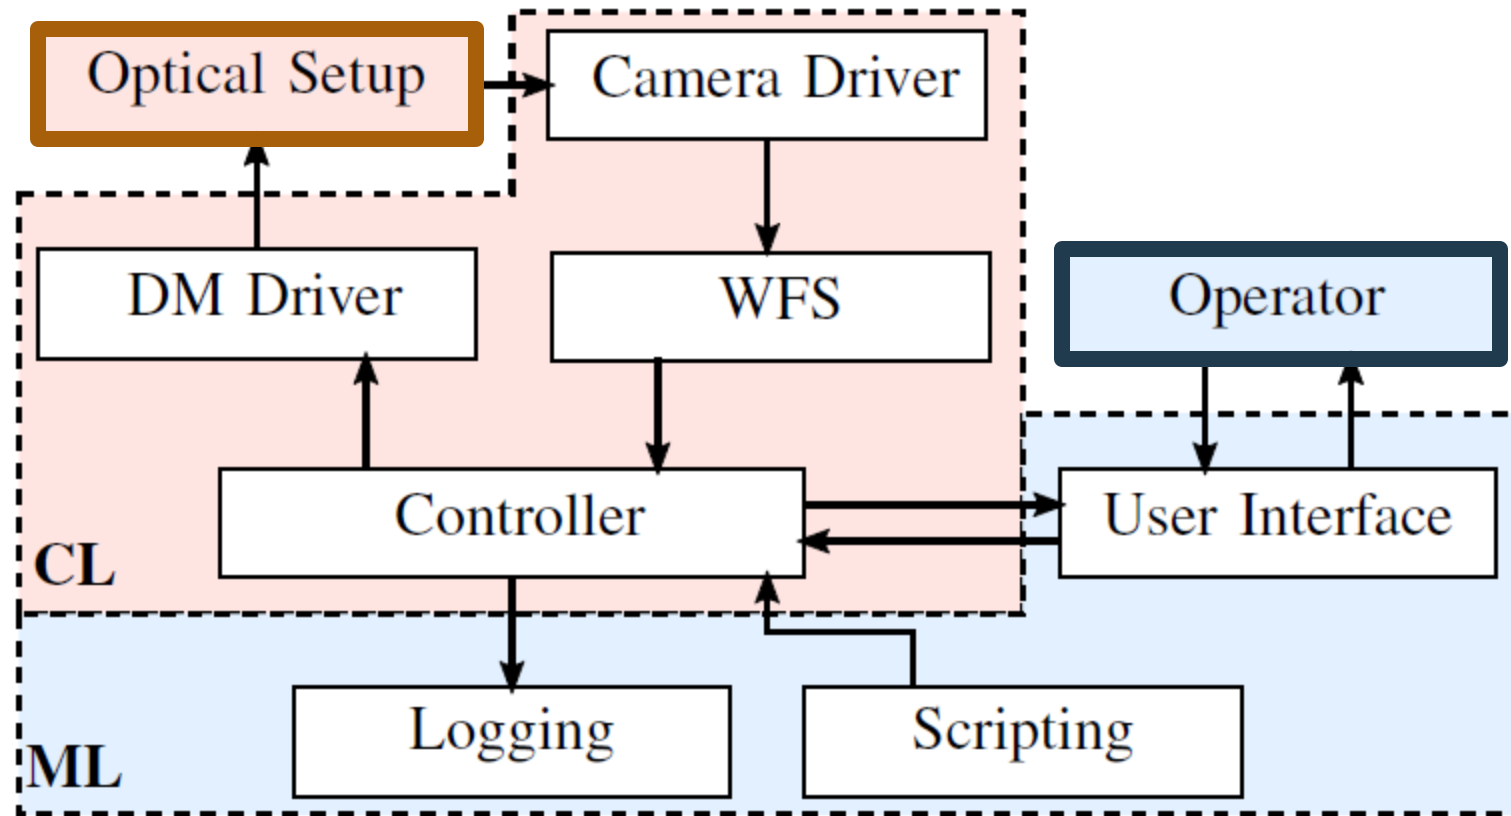 Optical Setup
Camera Driver
DM Driver
WFS
Operator
Controller
User Interface
CL
Logging
Scripting
ML